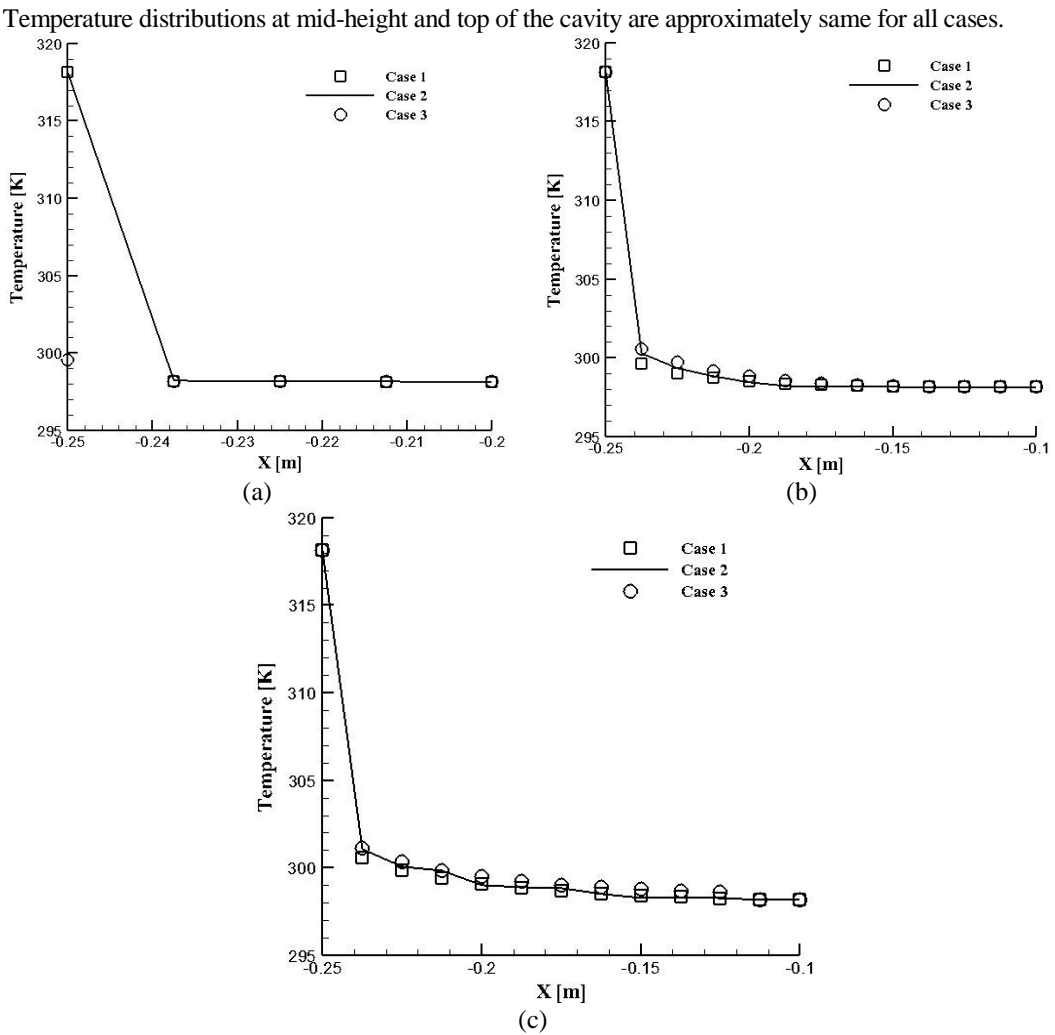 Temperature distributions at mid-height and top of the cavity are approximately same for all cases.
320
315
310
305
300
295
Temperature [K]
-0.25
-0.24
-0.23
-0.22
-0.21
-0.2
X [m]
Case 1
Case 2
Case 3
(a)
320
315
310
305
300
295
Temperature [K]
-0.25
-0.2
-0.15
-0.1
X [m]
Case 1
Case 2
Case 3
(b)
320
315
310
305
300
295
Temperature [K]
-0.25
-0.2
-0.15
-0.1
X [m]
Case 1
Case 2
Case 3
(c)